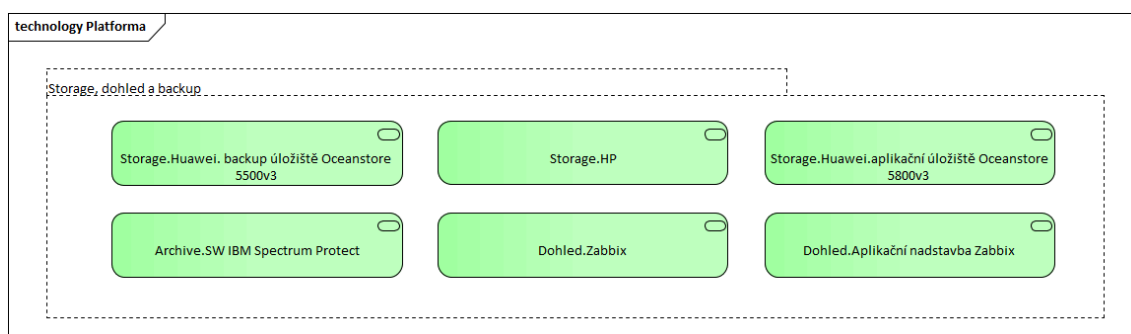 technology Platforma
Storage, dohled a backup
Storage.Huawei. backup úložiště Oceanstore
5500v3
Storage.HP
Storage.Huawei.aplikační úložiště Oceanstore
5800v3
Archive.SW IBM Spectrum Protect
Dohled.Zabbix
Dohled.Aplikační nadstavba Zabbix